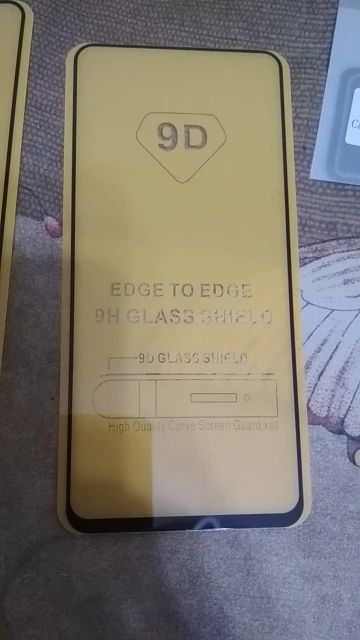 9D
EDGE TO EDGE
9H GLASS SHIELD
9D GLASS SHIELD
High Quality Curve Screen Guard